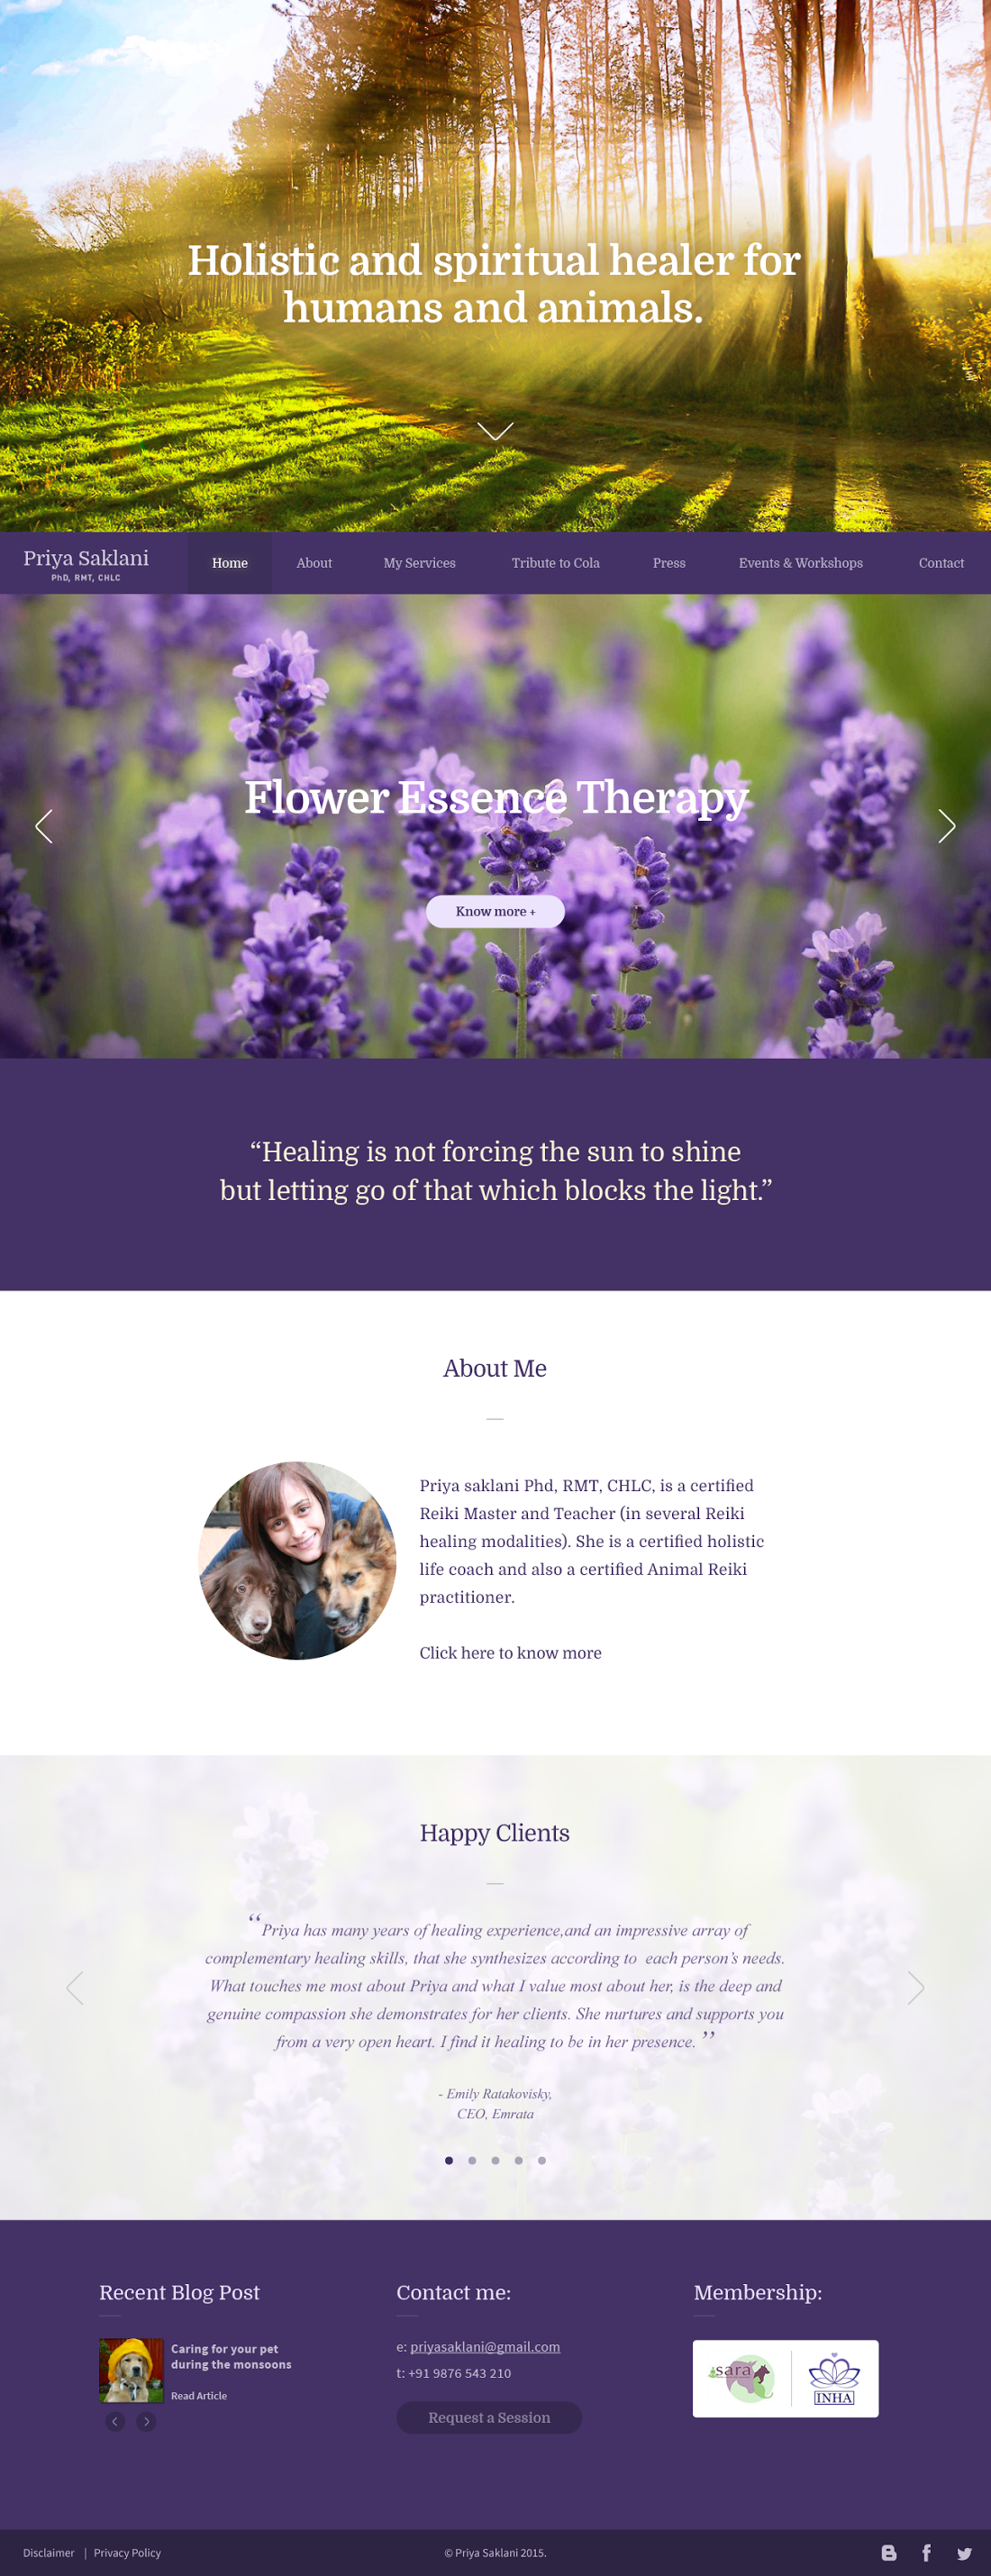 Holistic and spiritual healer for
humans and animals.
Priya Saklani
PhD, RMT, CHLC
Home
About
My Services
Tribute to Cola
Press
Events & Workshops
Contact
Flower Essence Therapy
Know more +
“Healing is not forcing the sun to shine
but letting go of that which blocks the light.”
About Me
Priya saklani Phd, RMT, CHLC, is a certified
Reiki Master and Teacher (in several Reiki
healing modalities). She is a certified holistic
life coach and also a certified Animal Reiki
practitioner.
Click here to know more
Happy Clients
“Priya has many years of healing experience,and an impressive array of
complementary healing skills, that she synthesizes according to each person’s needs.
What touches me most about Priya and what I value most about her, is the deep and
genuine compassion she demonstrates for her clients. She nurtures and supports you
from a very open heart. I find it healing to be in her presence. ”
- Emily Ratakovisky,
CEO, Emrata
Recent Blog Post
Caring for your pet
during the monsoons
Read Article
Contact me:
e: priyasaklani@gmail.com
t: +91 9876 543 210
Request a Session
Membership:
sara
INHA
Disclaimer | Privacy Policy
© Priya Saklani 2015.